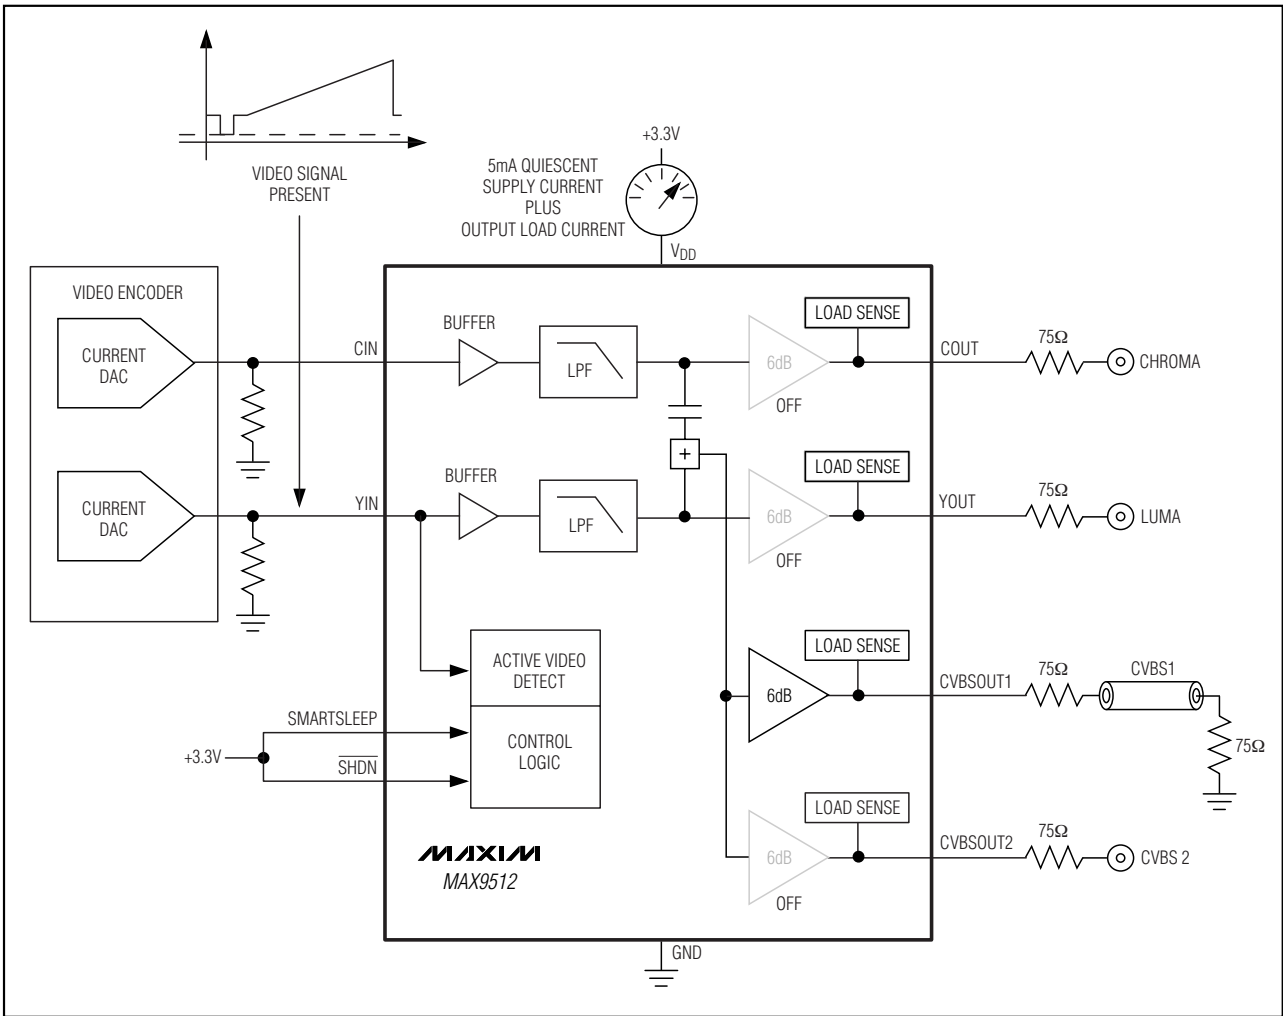 +3.3V
5mA QUIESCENT
SUPPLY CURRENT
PLUS
OUTPUT LOAD CURRENT
VDD
VIDEO SIGNAL
PRESENT
VIDEO ENCODER
CURRENT
DAC
CURRENT
DAC
CIN
YIN
BUFFER
LPF
BUFFER
LPF
+
6dB
OFF
LOAD SENSE
COUT
75Ω
CHROMA
6dB
OFF
LOAD SENSE
YOUT
75Ω
LUMA
ACTIVE VIDEO
DETECT
CONTROL
LOGIC
SMARTSLEEP
+3.3V
SHDN
6dB
LOAD SENSE
CVBSOUT1
75Ω
CVBS1
75Ω
6dB
OFF
LOAD SENSE
CVBSOUT2
75Ω
CVBS 2
MAXIM
MAX9512
GND